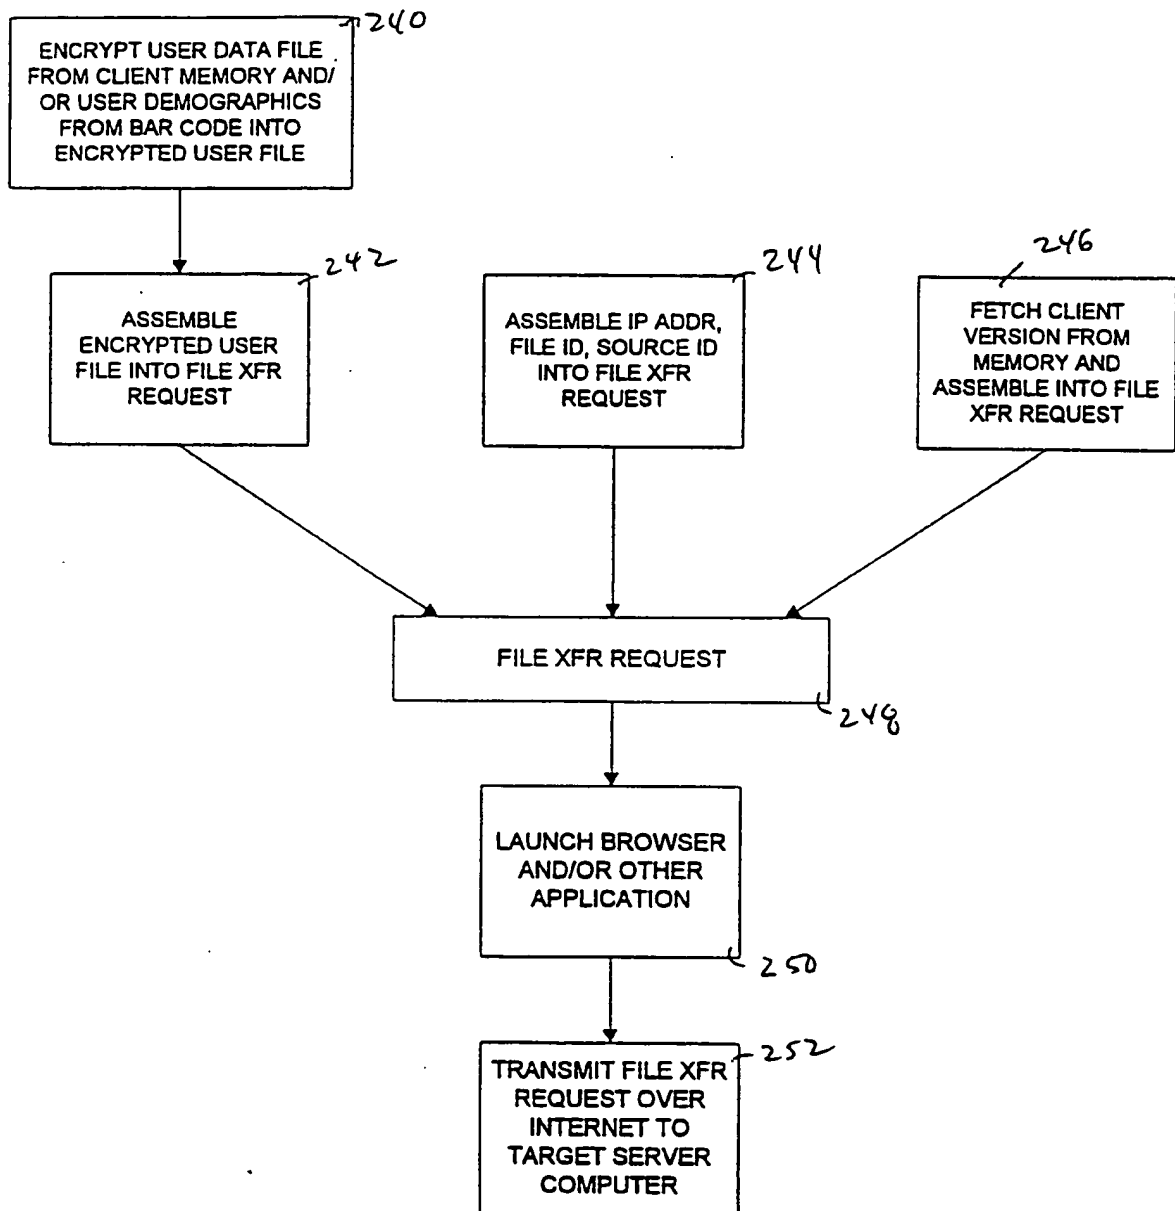 240
ENCRYPT USER DATA FILE
FROM CLIENT MEMORY AND/
OR USER DEMOGRAPHICS
FROM BAR CODE INTO
ENCRYPTED USER FILE
242
ASSEMBLE
ENCRYPTED USER
FILE INTO FILE XFR
REQUEST
244
ASSEMBLE IP ADDR,
FILE ID, SOURCE ID
INTO FILE XFR
REQUEST
246
FETCH CLIENT
VERSION FROM
MEMORY AND
ASSEMBLE INTO FILE
XFR REQUEST
FILE XFR REQUEST
248
LAUNCH BROWSER
AND/OR OTHER
APPLICATION
250
252
TRANSMIT FILE XFR
REQUEST OVER
INTERNET TO
TARGET SERVER
COMPUTER